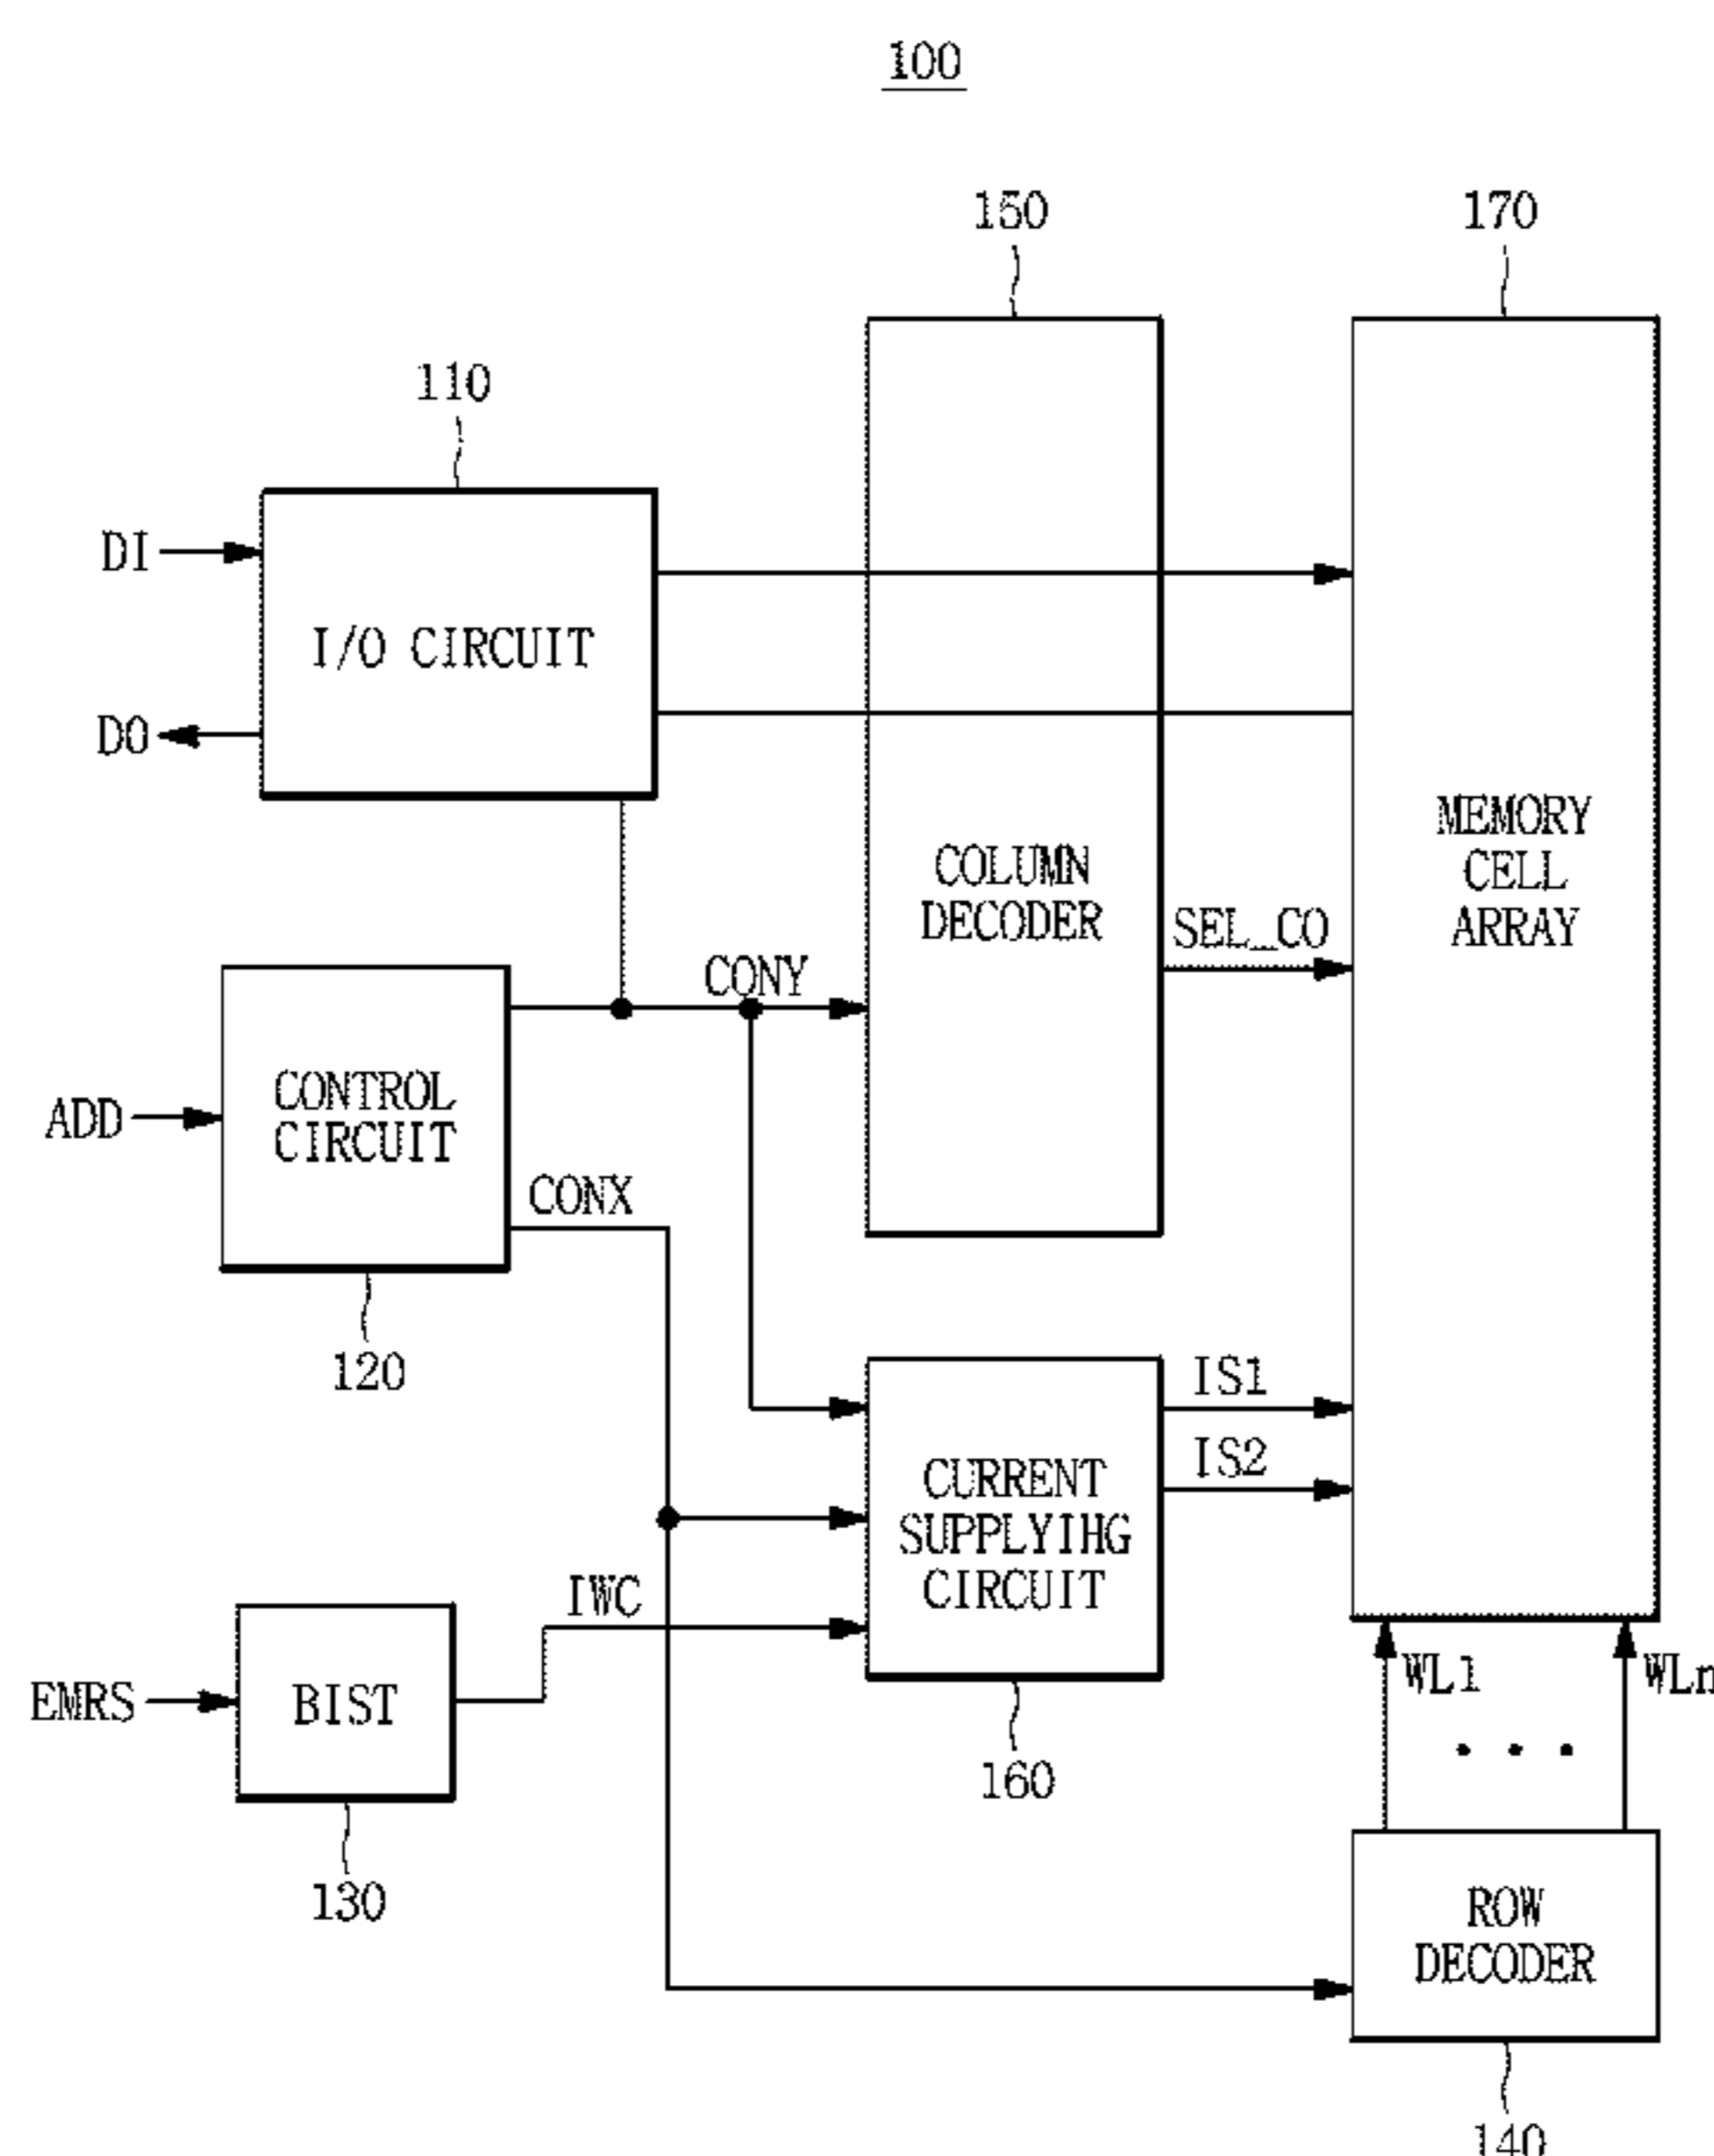 100
150
170
110
DI
I/O CIRCUIT
DO
MEMORY
CELL
ARRAY
COLUMN
DECODER
SEL_CO
CONY
CONTROL
CIRCUIT
ADD
CONX
120
IS1
IS2
CURRENT
SUPPLYIHG
CIRCUIT
IWC
EMRS
BIST
WL1
WLn
• • •
160
130
ROW
DECODER
140